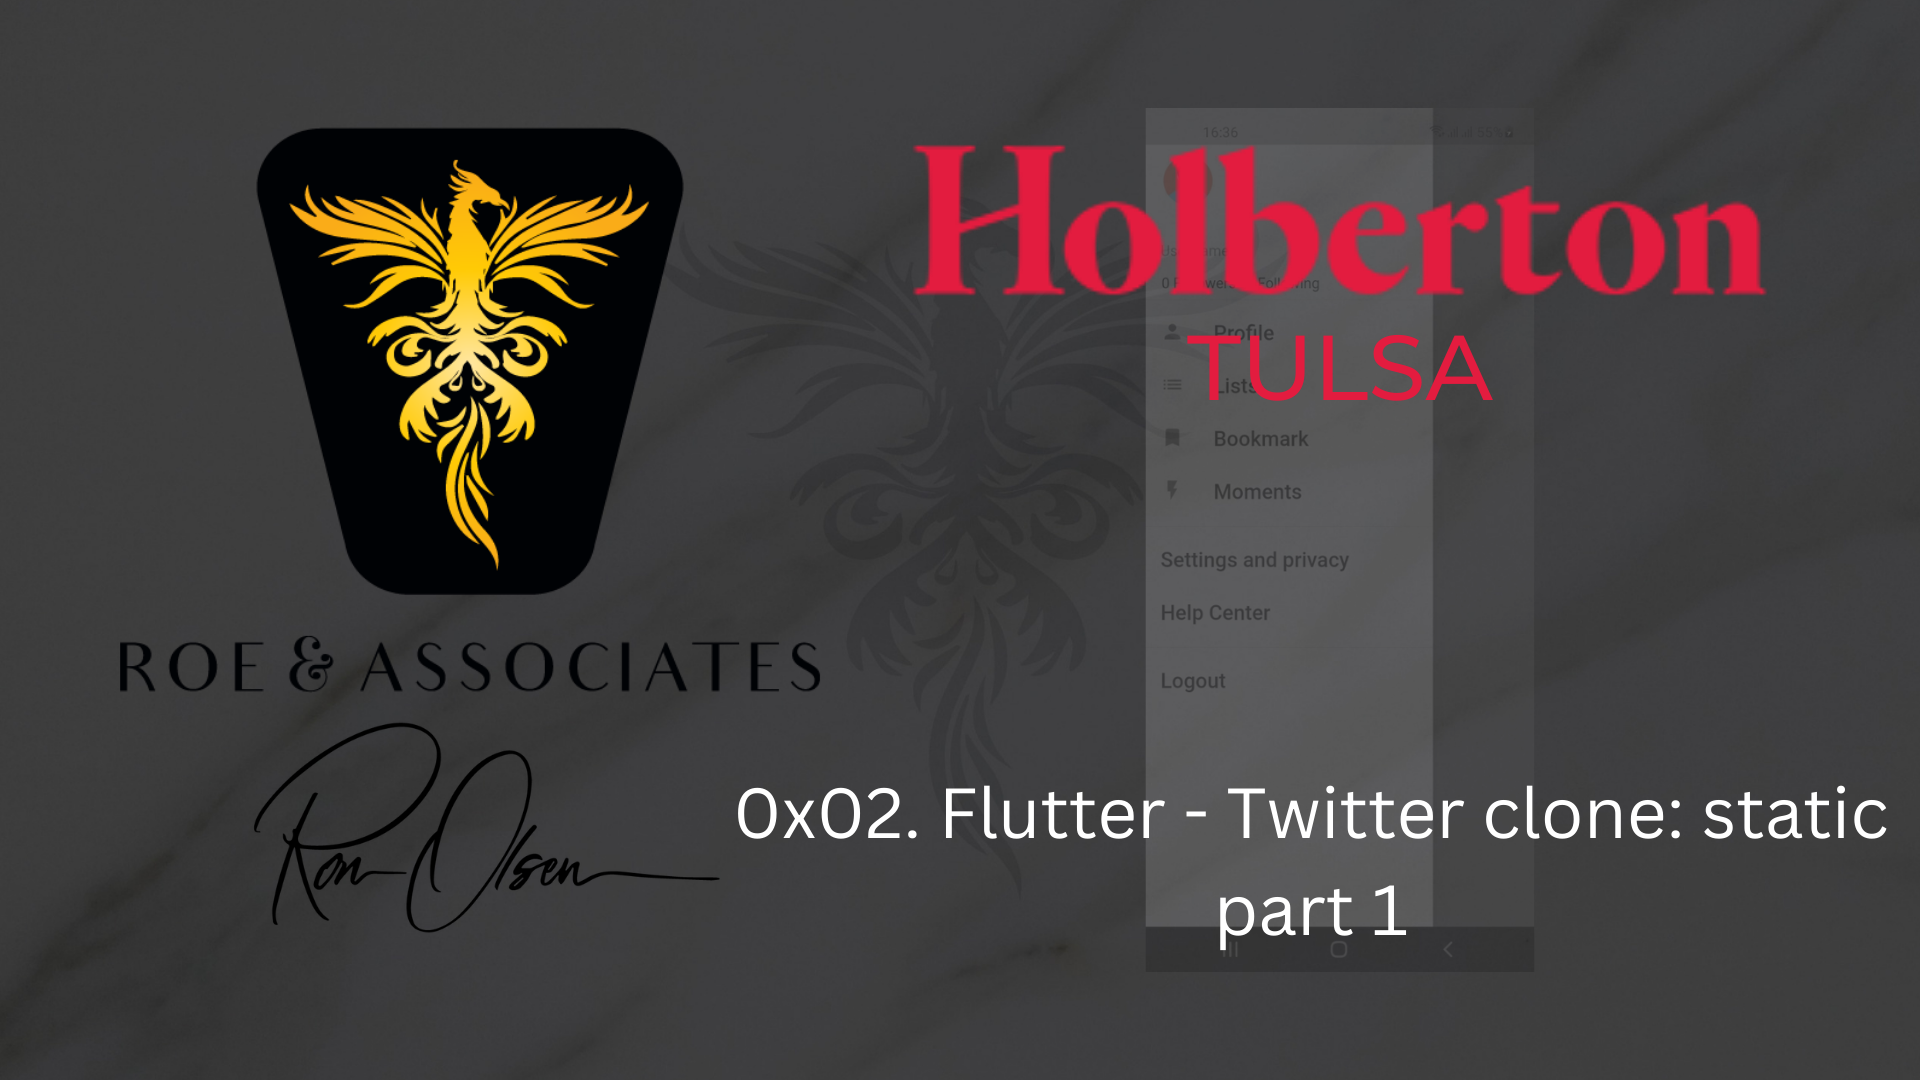 ROE & ASSOCIATES
Ron Olsen
Holberton
TULSA
16:36
Profile
Lists
Bookmark
Moments
Settings and privacy
Help Center
Logout
0x02. Flutter - Twitter clone: static
part 1